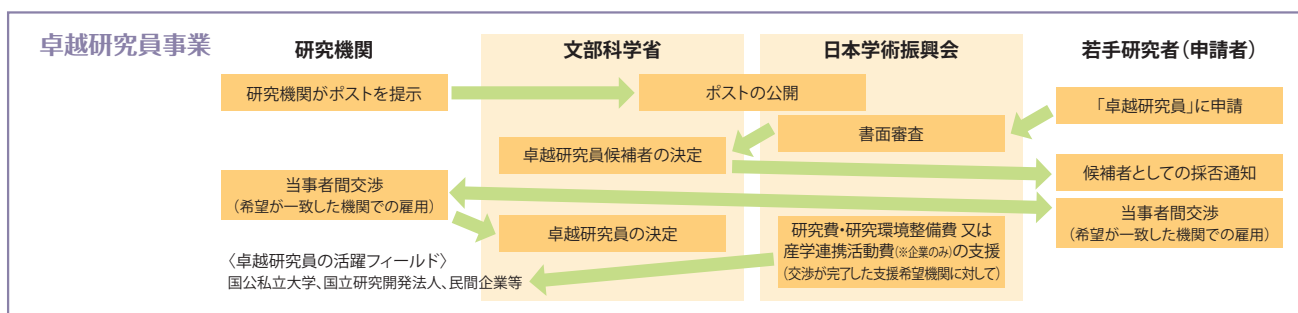 卓越研究員事業
研究機関
文部科学省
日本学術振興会
若手研究者（申請者）
研究機関がポストを提示
ポストの公開
「卓越研究員」に申請
書面審査
卓越研究員候補者の決定
候補者としての採否通知
当事者間交渉
（希望が一致した機関での雇用）
当事者間交渉
（希望が一致した機関での雇用）
卓越研究員の決定
研究費・研究環境整備費 又は
産学連携活動費（※企業のみ）の支援
（交渉が完了した支援希望機関に対して）
〈卓越研究員の活躍フィールド〉
国公私立大学、国立研究開発法人、民間企業等